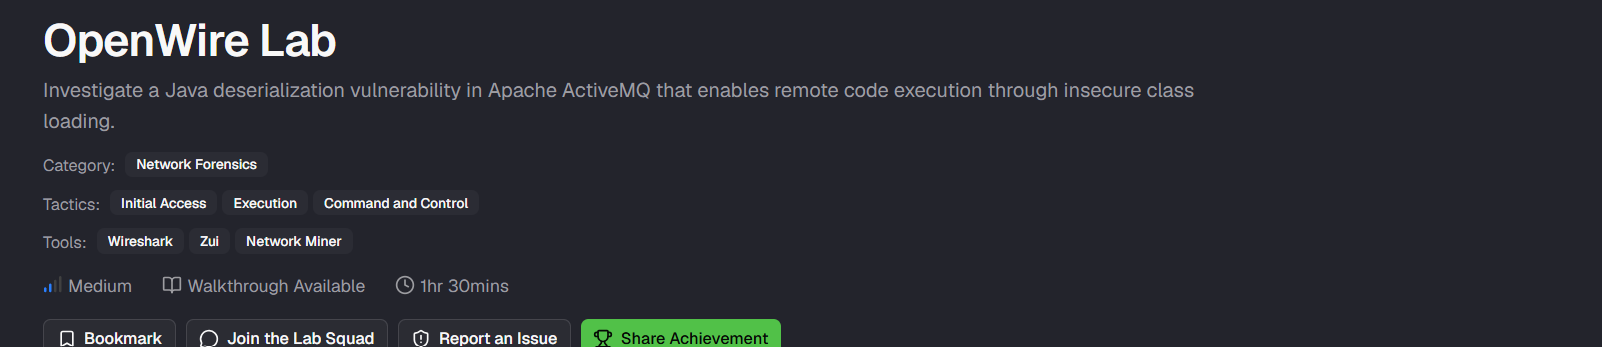 OpenWire Lab
Investigate a Java deserialization vulnerability in Apache ActiveMQ that enables remote code execution through insecure class
loading.
Category: Network Forensics
Tactics: Initial Access Execution Command and Control
Tools: Wireshark Zui Network Miner
Medium Walkthrough Available 1hr 30mins
Bookmark Join the Lab Squad Report an Issue Share Achievement